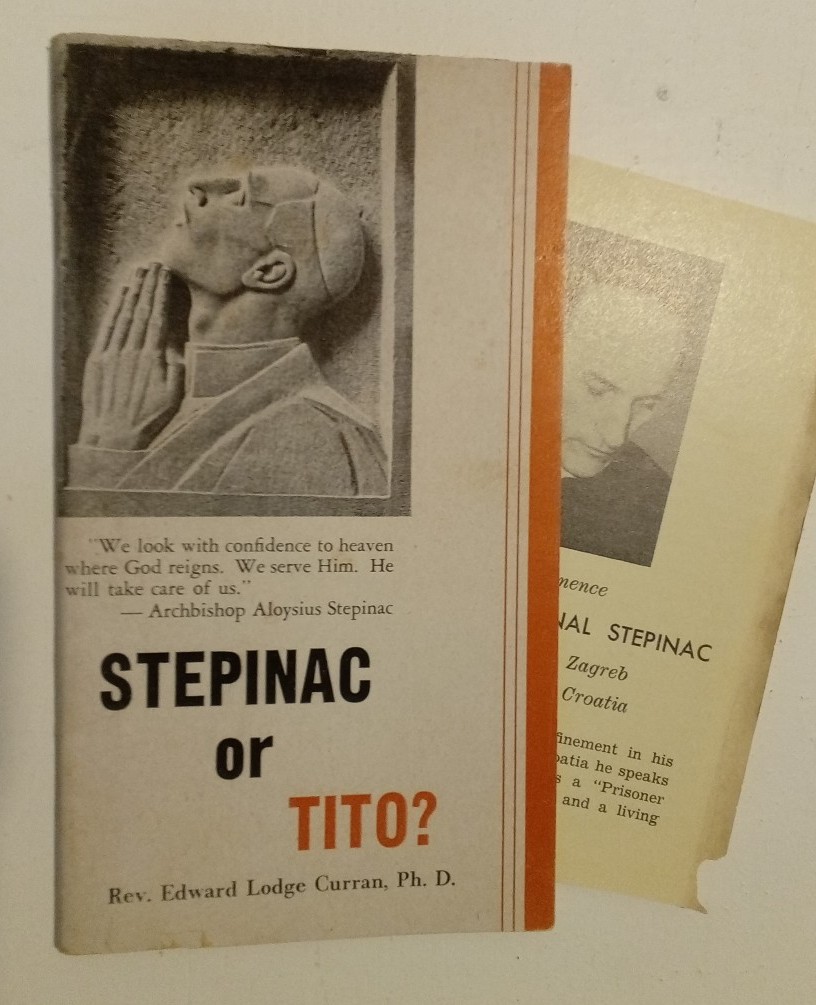 "We look with confidence to heaven
where God reigns. We serve Him. He
will take care of us."
— Archbishop Aloysius Stepinac
STEPINAC
or
TITO?
Rev. Edward Lodge Curran, Ph. D.
nence
NAL STEPINAC
Zagreb
Croatia
finement in his
oatia he speaks
s a "Prisoner
and a living